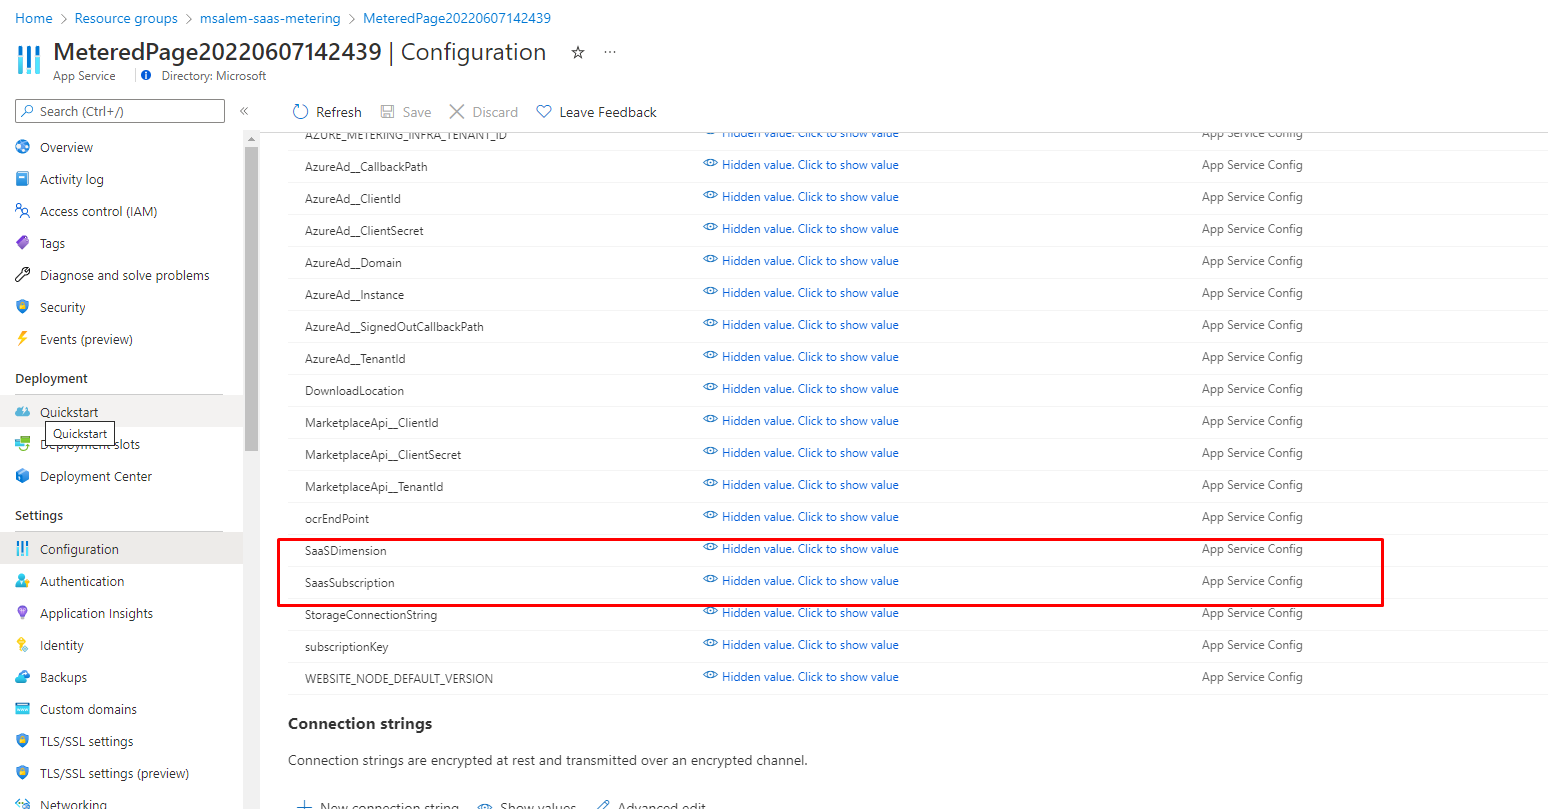 Home > Resource groups > msalem-saas-metering > MeteredPage20220607142439
MeteredPage20220607142439 | Configuration
App Service
Directory: Microsoft
Search (Ctrl+/)
Refresh Save Discard Leave Feedback
Overview
Activity log
Access control (IAM)
Tags
Diagnose and solve problems
Security
Events (preview)
Deployment
Quickstart
Quickstart
Deployment slots
Deployment Center
Settings
Configuration
Authentication
Application Insights
Identity
Backups
Custom domains
TLS/SSL settings
TLS/SSL settings (preview)
Networking
AZURE_METERING_INFRA_TENANT_ID Hidden value. Click to show value App Service Config
AzureAd__CallbackPath Hidden value. Click to show value App Service Config
AzureAd__ClientId Hidden value. Click to show value App Service Config
AzureAd__ClientSecret Hidden value. Click to show value App Service Config
AzureAd__Domain Hidden value. Click to show value App Service Config
AzureAd__Instance Hidden value. Click to show value App Service Config
AzureAd__SignedOutCallbackPath Hidden value. Click to show value App Service Config
AzureAd__TenantId Hidden value. Click to show value App Service Config
DownloadLocation Hidden value. Click to show value App Service Config
MarketplaceApi__ClientId Hidden value. Click to show value App Service Config
MarketplaceApi__ClientSecret Hidden value. Click to show value App Service Config
MarketplaceApi__TenantId Hidden value. Click to show value App Service Config
ocrEndPoint Hidden value. Click to show value App Service Config
SaaSDimension Hidden value. Click to show value App Service Config
SaasSubscription Hidden value. Click to show value App Service Config
StorageConnectionString Hidden value. Click to show value App Service Config
subscriptionKey Hidden value. Click to show value App Service Config
WEBSITE_NODE_DEFAULT_VERSION Hidden value. Click to show value App Service Config
Connection strings
Connection strings are encrypted at rest and transmitted over an encrypted channel.
New connection string Show values Advanced edit